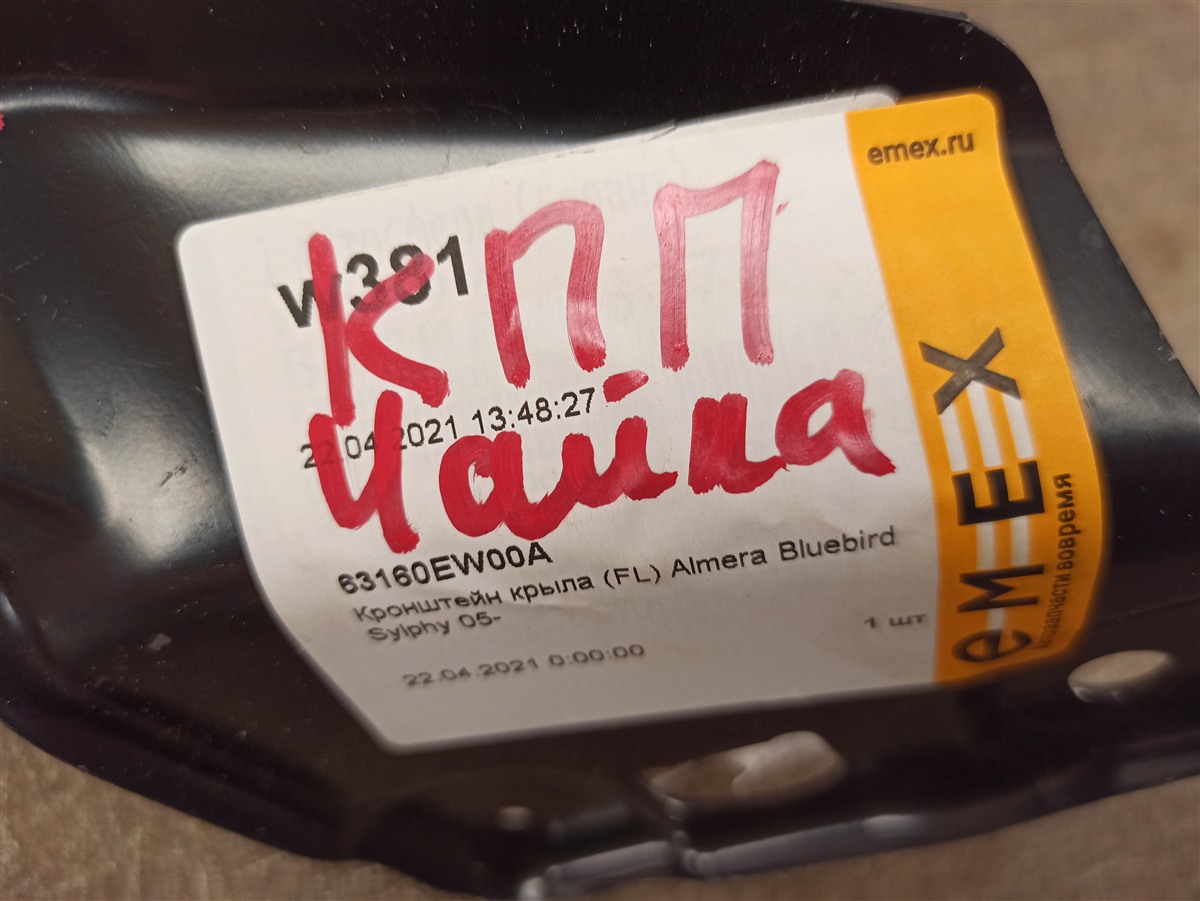 w381
КПП
22.04.2021 13:48:27
Чайка
63160EW00A
Кронштейн крыла (FL) Almera Bluebird
Sylphy 05-
1 шт
22.04.2021 0:00:00
emex.ru
eMEX
Автозапчасти вовремя